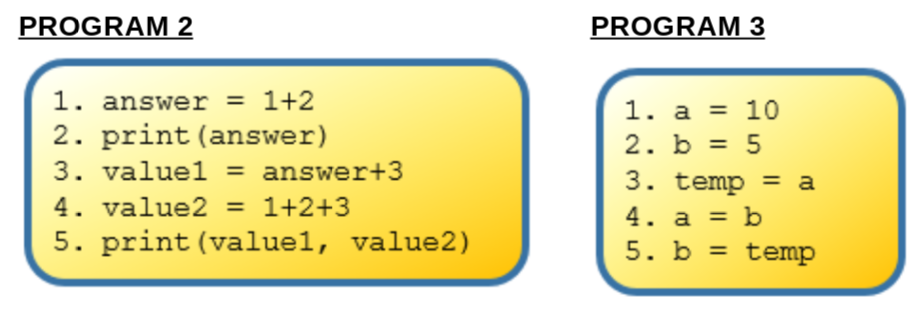 PROGRAM 2
1. answer = 1+2
2. print(answer)
3. value1 = answer+3
4. value2 = 1+2+3
5. print(value1, value2)
PROGRAM 3
1. a = 10
2. b = 5
3. temp = a
4. a = b
5. b = temp